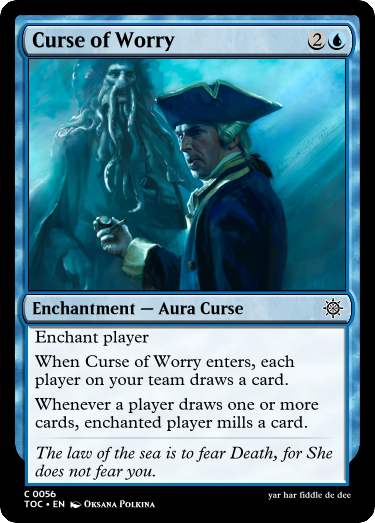 Curse of Worry 2
Enchantment — Aura Curse
Enchant player
When Curse of Worry enters, each
player on your team draws a card.
Whenever a player draws one or more
cards, enchanted player mills a card.
The law of the sea is to fear Death, for She
does not fear you.
C 0056
TOC • EN Oksana Polkina
yar har fiddle de dee